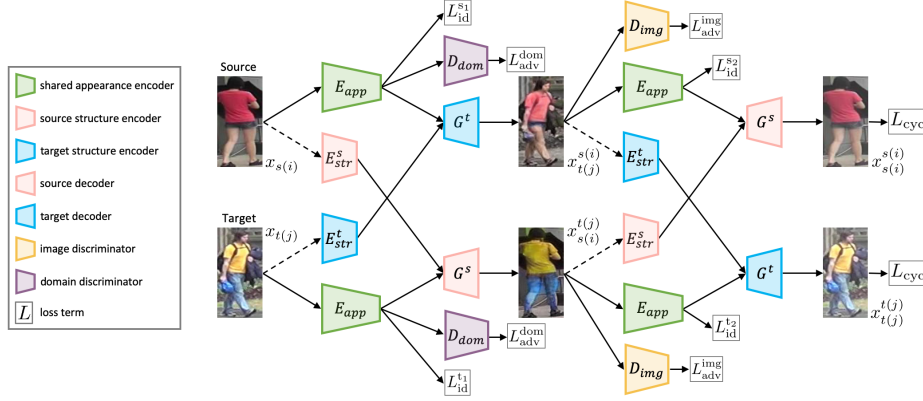 shared appearance encoder
source structure encoder
target structure encoder
source decoder
target decoder
image discriminator
domain discriminator
L loss term
Source
x_{s(i)}
E_{app}
E^s_{str}
L^{s_1}_{id}
D_{dom}
L^{dom}_{adv}
G^t
x^{s(i)}_{t(j)}
D_{img}
L^{img}_{adv}
E_{app}
L^{s_2}_{id}
E^t_{str}
G^s
x^{s(i)}_{s(i)}
L_{cyc}
Target
x_{t(j)}
E^t_{str}
E_{app}
G^s
D_{dom}
L^{dom}_{adv}
L^{t_1}_{id}
x^{t(j)}_{s(i)}
E^s_{str}
E_{app}
L^{t_2}_{id}
D_{img}
L^{img}_{adv}
G^t
L_{cyc}
x^{t(j)}_{t(j)}